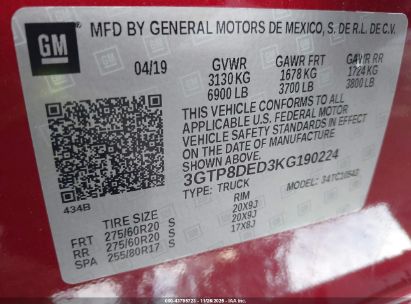 GM
MFD BY GENERAL MOTORS DE MEXICO, S. DE R.L. DE C.V.
04/19 GVWR GAWR FRT GAWR RR
3130 KG 1678 KG 1724 KG
6900 LB 3700 LB 3800 LB
THIS VEHICLE CONFORMS TO ALL
APPLICABLE U.S. FEDERAL MOTOR
VEHICLE SAFETY AND
STANDARDS IN EFFECT ON THE
DATE OF MANUFACTURE SHOWN ABOVE.
3GTP8DED3KG190224
TYPE: TRUCK MODEL:
434B
TIRE SIZE RIM
FRT 275/60R20 S 20X9J
RR 275/60R20 S 20X9J
SPA 255/80R17 S 17X8J